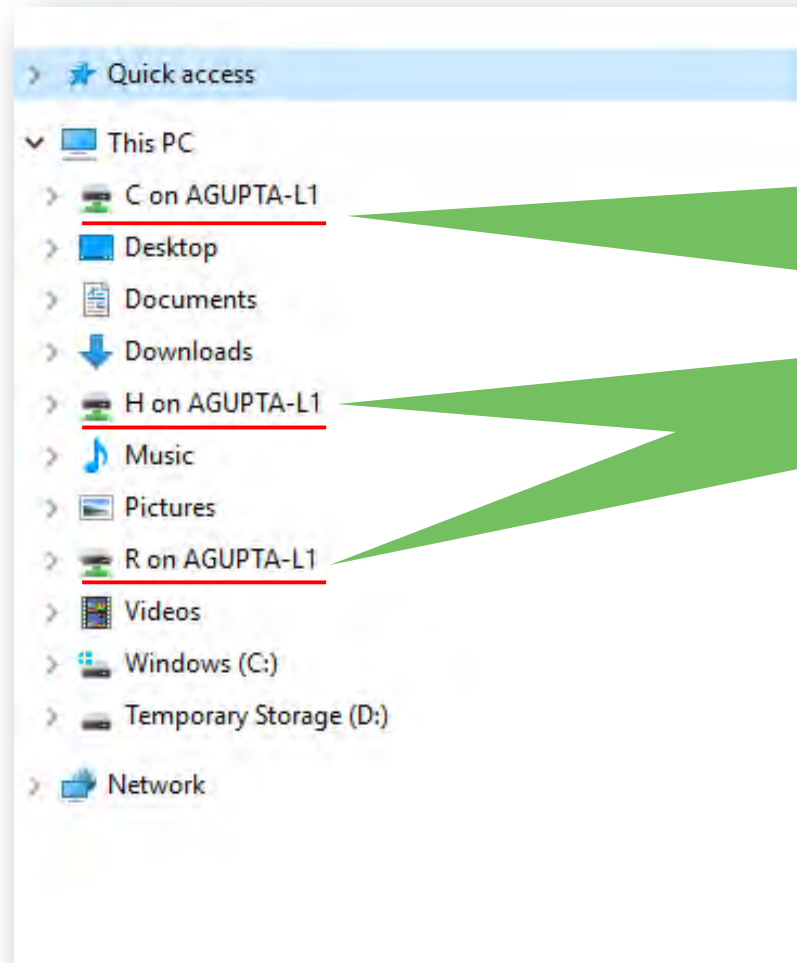 Quick access
This PC
C on AGUPTA-L1
Desktop
Documents
Downloads
H on AGUPTA-L1
Music
Pictures
R on AGUPTA-L1
Videos
Windows (C:)
Temporary Storage (D:)
Network